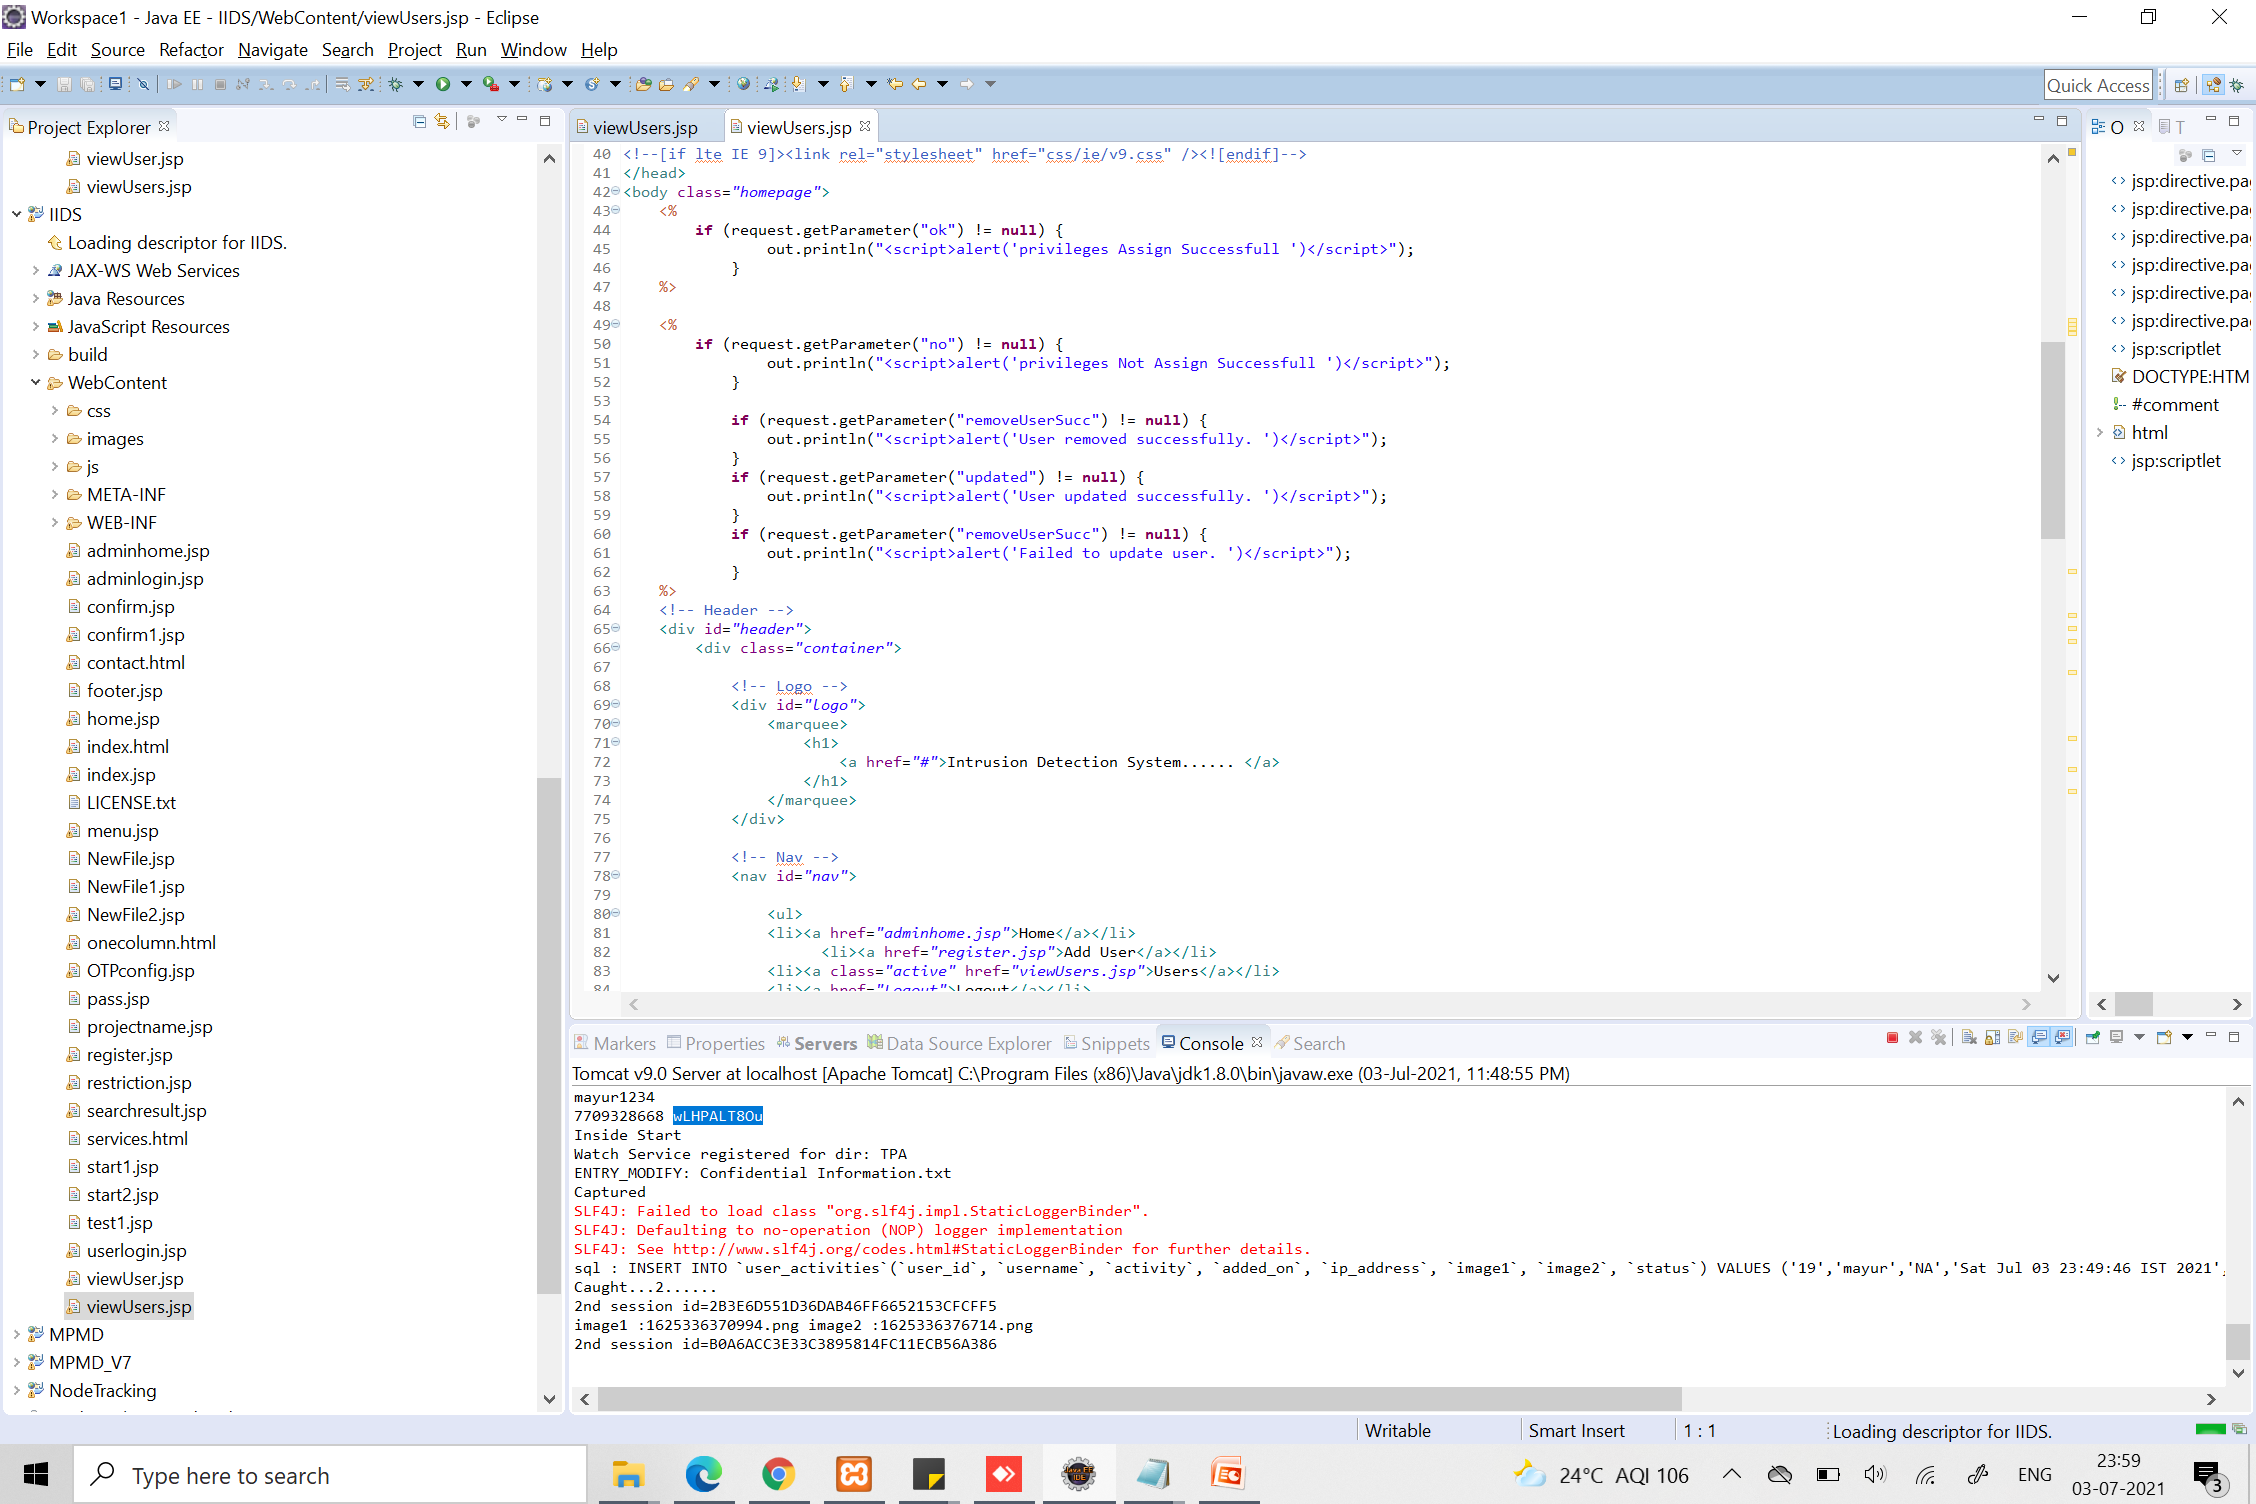 Workspace1 - Java EE - IIDS/WebContent/viewUsers.jsp - Eclipse
File Edit Source Refactor Navigate Search Project Run Window Help
Quick Access
Project Explorer
viewUser.jsp
viewUsers.jsp
IIDS
Loading descriptor for IIDS.
JAX-WS Web Services
Java Resources
JavaScript Resources
build
WebContent
css
images
js
META-INF
WEB-INF
adminhome.jsp
adminlogin.jsp
confirm.jsp
confirm1.jsp
contact.html
footer.jsp
home.jsp
index.html
index.jsp
LICENSE.txt
menu.jsp
NewFile.jsp
NewFile1.jsp
NewFile2.jsp
onecolumn.html
OTPconfig.jsp
pass.jsp
projectname.jsp
register.jsp
restriction.jsp
searchresult.jsp
services.html
start1.jsp
start2.jsp
test1.jsp
userlogin.jsp
viewUser.jsp
viewUsers.jsp
MPMD
MPMD_V7
NodeTracking
viewUsers.jsp viewUsers.jsp
40 <!--[if lte IE 9]><link rel="stylesheet" href="css/ie/v9.css" /><![endif]-->
41 </head>
42 <body class="homepage">
43 <%
44 if (request.getParameter("ok") != null) {
45 out.println("<script>alert('privileges Assign Successfull ')</script>");
46 }
47 %>
48
49 <%
50 if (request.getParameter("no") != null) {
51 out.println("<script>alert('privileges Not Assign Successfull ')</script>");
52 }
53
54 if (request.getParameter("removeUserSucc") != null) {
55 out.println("<script>alert('User removed successfully. ')</script>");
56 }
57 if (request.getParameter("updated") != null) {
58 out.println("<script>alert('User updated successfully. ')</script>");
59 }
60 if (request.getParameter("removeUserSucc") != null) {
61 out.println("<script>alert('Failed to update user. ')</script>");
62 }
63 %>
64 <!-- Header -->
65 <div id="header">
66 <div class="container">
67
68 <!-- Logo -->
69 <div id="logo">
70 <marquee>
71 <h1>
72 <a href="#">Intrusion Detection System...... </a>
73 </h1>
74 </marquee>
75 </div>
76
77 <!-- Nav -->
78 <nav id="nav">
79
80 <ul>
81 <li><a href="adminhome.jsp">Home</a></li>
82 <li><a href="register.jsp">Add User</a></li>
83 <li><a class="active" href="viewUsers.jsp">Users</a></li>
84 <li><a href="Logout">Logout</a></li>
O T
jsp:directive.pa
jsp:directive.pa
jsp:directive.pa
jsp:directive.pa
jsp:directive.pa
jsp:directive.pa
jsp:scriptlet
DOCTYPE:HTM
#comment
html
jsp:scriptlet
Markers Properties Servers Data Source Explorer Snippets Console Search
Tomcat v9.0 Server at localhost [Apache Tomcat] C:\Program Files (x86)\Java\jdk1.8.0\bin\javaw.exe (03-Jul-2021, 11:48:55 PM)
mayur1234
7709328668 wLHPALT8Ou
Inside Start
Watch Service registered for dir: TPA
ENTRY_MODIFY: Confidential Information.txt
Captured
SLF4J: Failed to load class "org.slf4j.impl.StaticLoggerBinder".
SLF4J: Defaulting to no-operation (NOP) logger implementation
SLF4J: See http://www.slf4j.org/codes.html#StaticLoggerBinder for further details.
sql : INSERT INTO `user_activities`(`user_id`, `username`, `activity`, `added_on`, `ip_address`, `image1`, `image2`, `status`) VALUES ('19','mayur','NA','Sat Jul 03 23:49:46 IST 2021',
Caught...2......
2nd session id=2B3E6D551D36DAB46FF6652153CFCFF5
image1 :1625336370994.png image2 :1625336376714.png
2nd session id=B0A6ACC3E33C3895814FC11ECB56A386
Writable Smart Insert 1 : 1 Loading descriptor for IIDS.
Type here to search
24°C AQI 106 ENG
23:59
03-07-2021
3